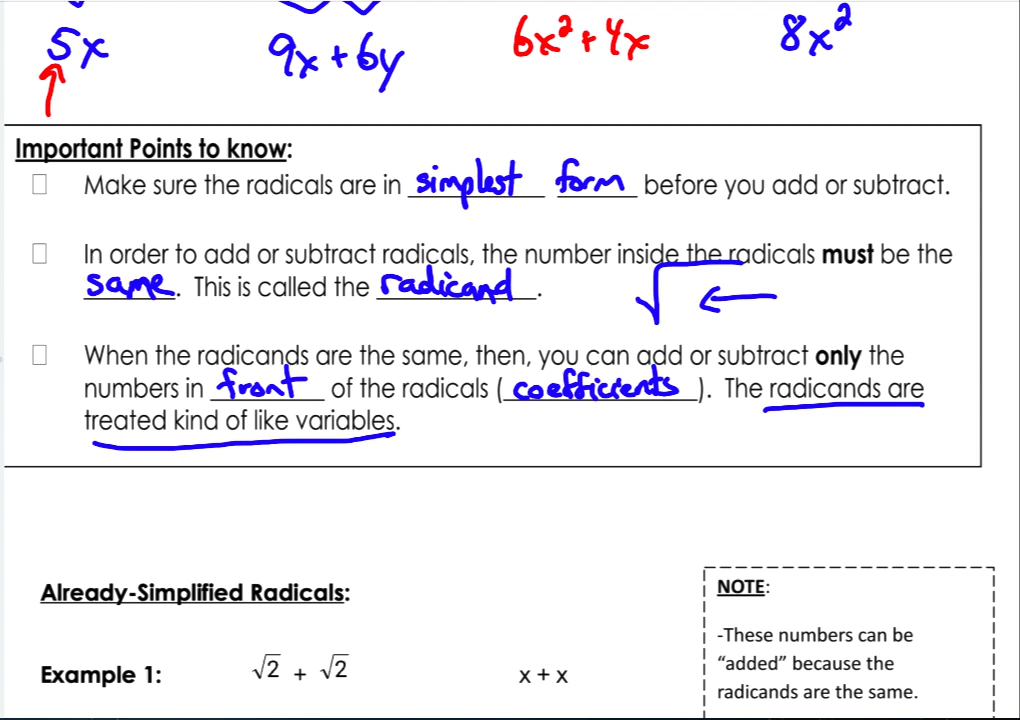 5x 9x + 6y 6x² + 4x 8x²
Important Points to know:
Make sure the radicals are in simplest form before you add or subtract.
In order to add or subtract radicals, the number inside the radicals must be the
same. This is called the radicand.
When the radicands are the same, then, you can add or subtract only the
numbers in front of the radicals (coefficients). The radicands are
treated kind of like variables.
Already-Simplified Radicals:
NOTE:
-These numbers can be
“added” because the
radicands are the same.
Example 1: √2 + √2 x + x